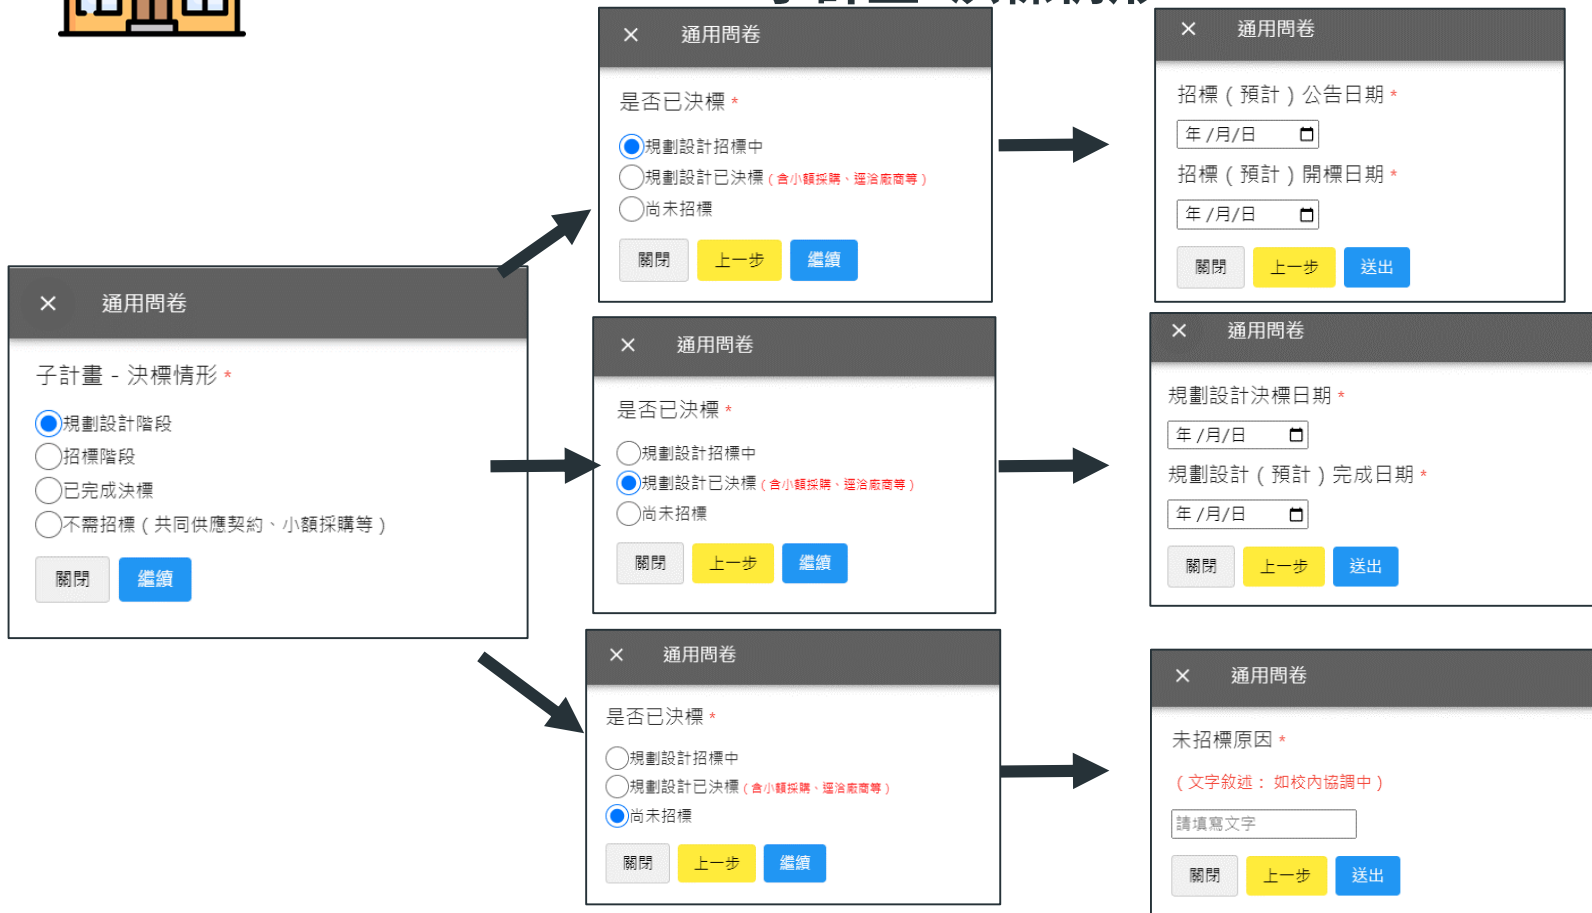 通用問卷
子計畫 - 決標情形 *
規劃設計階段
招標階段
已完成決標
不需招標（共同供應契約、小額採購等）
關閉
繼續
通用問卷
是否已決標 *
規劃設計招標中
規劃設計已決標（含小額採購、逕洽廠商等）
尚未招標
關閉
上一步
繼續
通用問卷
招標（預計）公告日期 *
年 /月/日
招標（預計）開標日期 *
年 /月/日
關閉
上一步
送出
通用問卷
是否已決標 *
規劃設計招標中
規劃設計已決標（含小額採購、逕洽廠商等）
尚未招標
關閉
上一步
繼續
通用問卷
規劃設計決標日期 *
年 /月/日
規劃設計（預計）完成日期 *
年 /月/日
關閉
上一步
送出
通用問卷
是否已決標 *
規劃設計招標中
規劃設計已決標（含小額採購、逕洽廠商等）
尚未招標
關閉
上一步
繼續
通用問卷
未招標原因 *
（文字敘述： 如校內協調中）
請填寫文字
關閉
上一步
送出